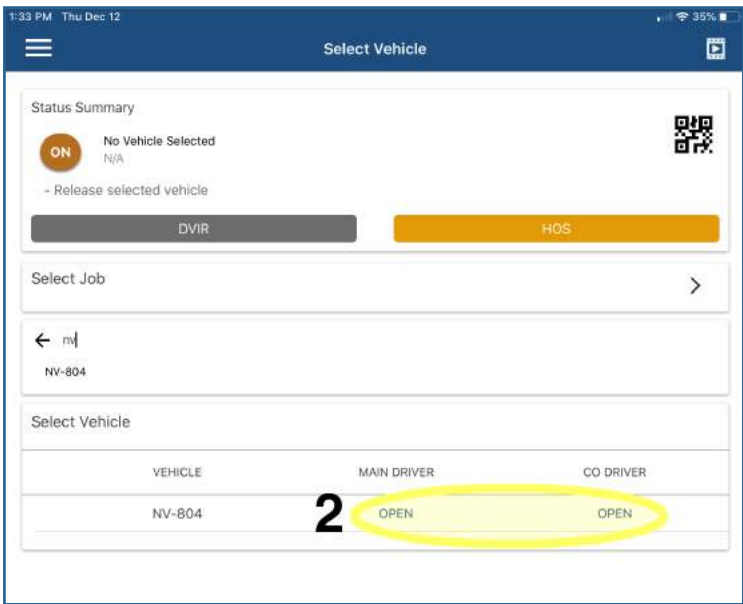 1:33 PM Thu Dec 12
35%
Select Vehicle
Status Summary
ON
No Vehicle Selected
N/A
- Release selected vehicle
DVIR
HOS
Select Job
nv
NV-804
Select Vehicle
VEHICLE MAIN DRIVER CO DRIVER
NV-804 2 OPEN OPEN